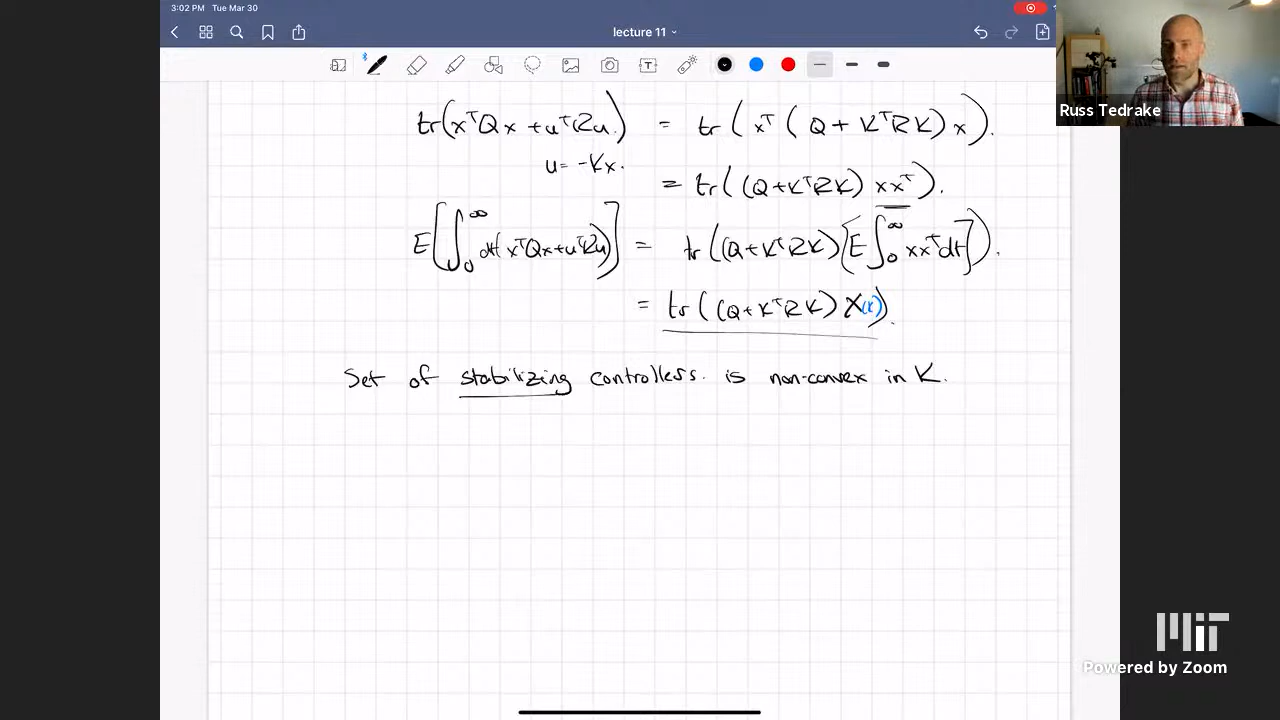 3:02 PM Tue Mar 30
lecture 11
Russ Tedrake
tr(xᵀQx + uᵀRu) = tr(xᵀ(Q + KᵀRK)x).
u = -Kx.
= tr((Q+KᵀRK) xxᵀ).
E[∫₀^∞ dt(xᵀQx+uᵀRu)] = tr((Q+KᵀRK)[E∫₀^∞ xxᵀdt]).
= tr((Q+KᵀRK)X(K)).
Set of stabilizing controllers. is non-convex in K.
MIT
Powered by Zoom